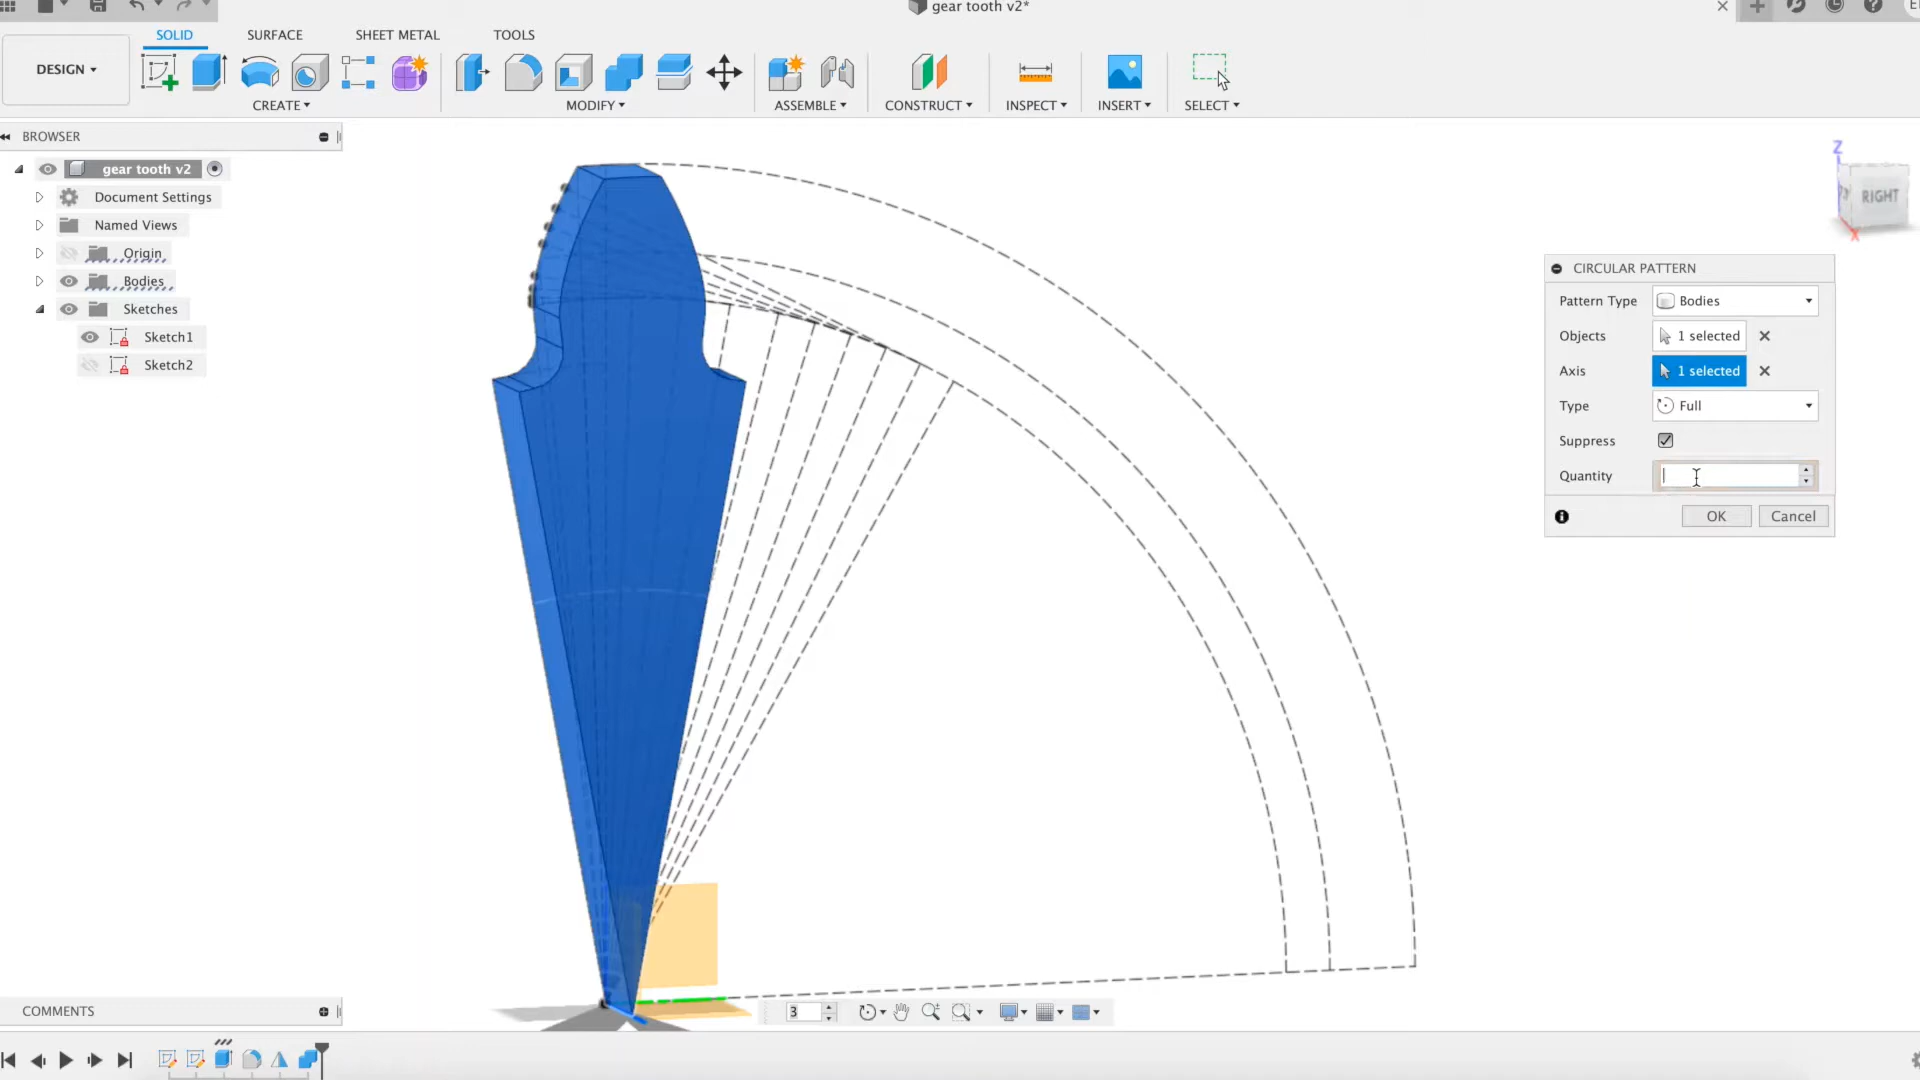 gear tooth v2*
SOLID SURFACE SHEET METAL TOOLS
DESIGN
CREATE MODIFY ASSEMBLE CONSTRUCT INSPECT INSERT SELECT
BROWSER
gear tooth v2
Document Settings
Named Views
Origin
Bodies
Sketches
Sketch1
Sketch2
Z
RIGHT
X
CIRCULAR PATTERN
Pattern Type Bodies
Objects 1 selected
Axis 1 selected
Type Full
Suppress
Quantity
OK Cancel
COMMENTS
3